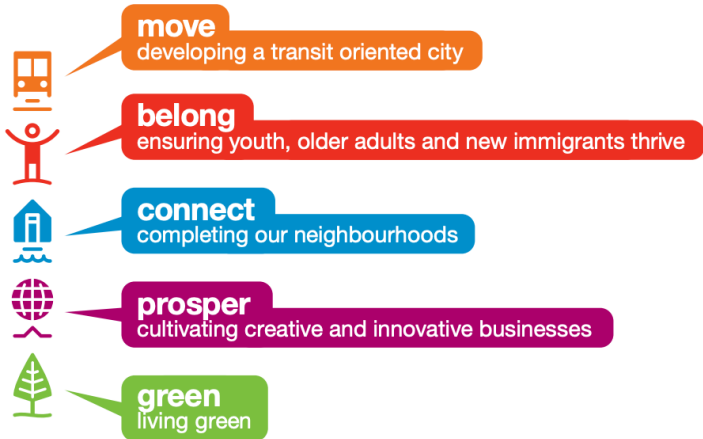 move
developing a transit oriented city
belong
ensuring youth, older adults and new immigrants thrive
connect
completing our neighbourhoods
prosper
cultivating creative and innovative businesses
green
living green